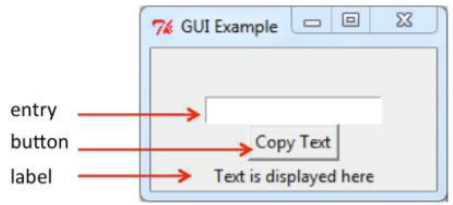 GUI Example
entry
button
Copy Text
label
Text is displayed here